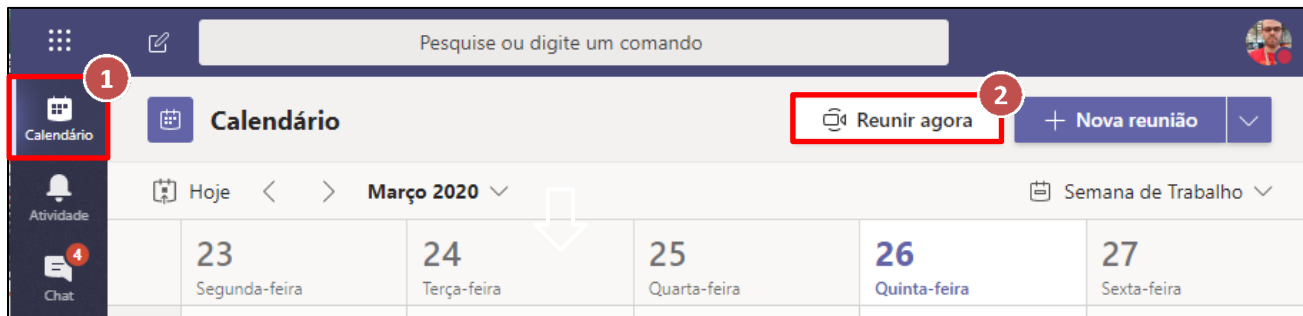 Pesquise ou digite um comando
1
Calendário
Calendário
2
Reunir agora
Nova reunião
Hoje
Março 2020
Semana de Trabalho
Atividade
4
Chat
23
24
25
26
27
Segunda-feira
Terça-feira
Quarta-feira
Quinta-feira
Sexta-feira